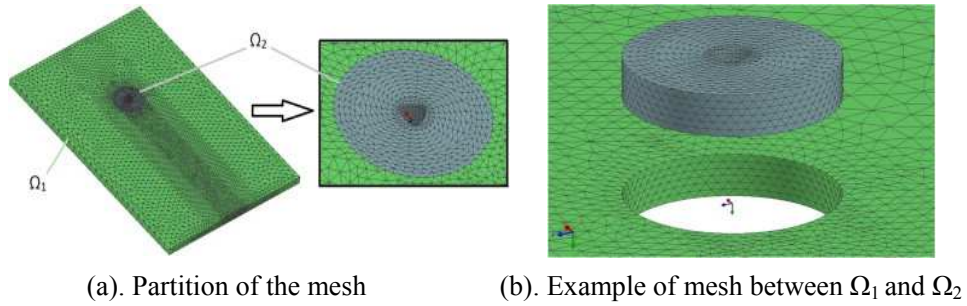 Ω₂
Ω₁
(a). Partition of the mesh
(b). Example of mesh between Ω₁ and Ω₂